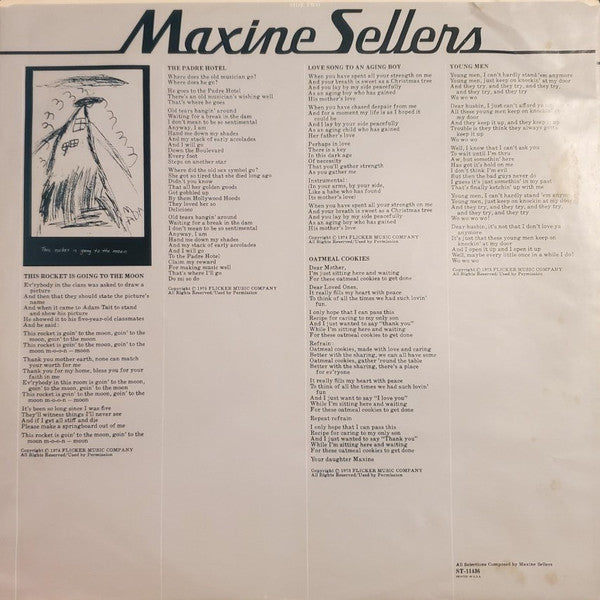 SIDE TWO
Maxine Sellers
This rocket is going to the moon
THIS ROCKET IS GOING TO THE MOON
Ev'rybody in the class was asked to draw a
picture
And then that they should state the picture's
name
And when it came to Adam Tait to stand
and show his picture
He showed it to his five-year-old classmates
And he said:
This rocket is goin' to the moon, goin' to the
moon, goin' to the moon
This rocket is goin' to the moon, goin' to the
moon m-o-o-n — moon
Thank you mother earth, none can match
your worth for me
Thank you for my home, bless you for your
faith in me
Ev'rybody in this room is goin' to the moon,
goin' to the moon, goin' to the moon
This rocket is goin' to the moon, goin' to the
moon m-o-o-n — moon
It's been so long since I was five
They'll witness things I'll never see
And if I get all stiff and die
Please make a springboard out of me
This rocket is goin' to the moon, goin' to the
moon m-o-o-n — moon
Copyright © 1974 FLICKER MUSIC COMPANY
All Rights Reserved/Used by Permission
THE PADRE HOTEL
Where does the old musician go?
Where does he go?
He goes to the Padre Hotel
There's an old musician's wishing well
That's where he goes
Old tears hangin' around
Waiting for a break in the dam
I don't mean to be so sentimental
Anyway, I am
Hand me down my shades
And my stack of early accolades
And I will go
Down the Boulevard
Every foot
Steps on another star
Where did the old sex symbol go?
She got so tired that she died long ago
Didn't you know
That all her golden goods
Got gobbled up
By them Hollywood Hoods
They loved her so
Delicioso
Old tears hangin' around
Waiting for a break in the dam
I don't mean to be so sentimental
Anyway, I am
Hand me down my shades
And my stack of early accolades
And I will go
To the Padre Hotel
Claim my reward
For making music well
That's where I'll go
Do si so do
Copyright © 1973 FLICKER MUSIC COMPANY
All Rights Reserved/Used by Permission
LOVE SONG TO AN AGING BOY
When you have spent all your strength on me
And your breath is sweet as a Christmas tree
And you lay by my side peacefully
As an aging boy who has gained
His mother's love
When you have chased despair from me
And for a moment my life is as I hoped it
could be
And I lay by your side peacefully
As an aging child who has gained
Her father's love
Perhaps in love
There is a key
In this dark age
Of necessity
That you'll gather strength
As you gather me
Instrumental:
(In your arms, by your side,
Like a babe who has found
Its mother's love)
When you have spent all your strength on me
And your breath is sweet as a Christmas tree
And you lay by my side peacefully
As an aging boy who has gained
His mother's love
Copyright © 1973 FLICKER MUSIC COMPANY
All Rights Reserved/Used by Permission
OATMEAL COOKIES
Dear Mother,
I'm just sitting here and waiting
For these oatmeal cookies to get done
Dear Loved Ones,
It really fills my heart with peace
To think of all the times we had such lovin'
fun
I only hope that I can pass this
Recipe for caring to my only son
And I just wanted to say "thank you"
While I'm sitting here and waiting
For these oatmeal cookies to get done
Refrain:
Oatmeal cookies, made with love and caring
Better with the sharing, we can all have some
Oatmeal cookies, gather 'round the table
Better with the sharing, there's a place
for ev'ryone
It really fills my heart with peace
To think of all the times we had such lovin'
fun
And I just want to say "I love you"
While I'm sitting here and waiting
For these oatmeal cookies to get done
Repeat refrain
I only hope that I can pass this
Recipe for caring to my only son
And I just wanted to say "Thank you"
While I'm sitting here and waiting
For these oatmeal cookies to get done
Your daughter Maxine
Copyright © 1973 FLICKER MUSIC COMPANY
All Rights Reserved/Used by Permission
YOUNG MEN
Young men, I can't hardly stand 'em anymore
Young men, just keep on knockin' at my door
And they try, and they try, and they try,
and they try, and they try!
Wo wo wo
Dear husbin, I just can't afford ya
All these young men keep on knockin' on
my door
And they keep it up, and they keep it up
Trouble is they think they always gotta
keep it up
Wo wo wo
Well, I know that I can't ask you
To wait until I'm thru
Aw, but somethin' here
Has got it's hold on me
I don't think I'm evil
But then the bad guys never do
I guess it's just somethin' in my past
That's finally ketchin' up with me
Young men, I can't hardly stand 'em anymore
Young men, just keep on knockin' at my door
And they try, and they try, and they try,
and they try, and they try!
Wo wo wo
Dear husbin, it's not that I don't love ya
anymore
It's just that these young men keep on
knockin' at my door
And I open it up and I open it up
Well, maybe every little once in a while I do!
Wo wo wo
Copyright © 1973 FLICKER MUSIC COMPANY
All Rights Reserved/Used by Permission
All Selections Composed by Maxine Sellers
ST-11436